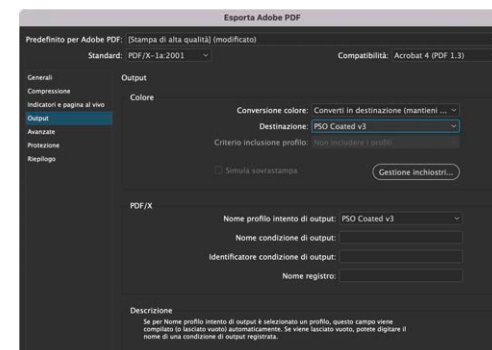 Esporta Adobe PDF
Predefinito per Adobe PDF: [Stampa di alta qualità] (modificato)
Standard: PDF/X-1a:2001
Compatibilità: Acrobat 4 (PDF 1.3)
Generali
Compressione
Indicatori e pagina al vivo
Output
Avanzate
Protezione
Riepilogo
Output
Colore
Conversione colore: Converti in destinazione (mantieni ...
Destinazione: PSO Coated v3
Criterio inclusione profilo: Non includere i profili
Simula sovrastampa
Gestione inchiostri...
PDF/X
Nome profilo intento di output: PSO Coated v3
Nome condizione di output:
Identificatore condizione di output:
Nome registro:
Descrizione
Se per Nome profilo intento di output è selezionato un profilo, questo campo viene
compilato (o lasciato vuoto) automaticamente. Se viene lasciato vuoto, potete digitare il
nome di una condizione di output registrata.